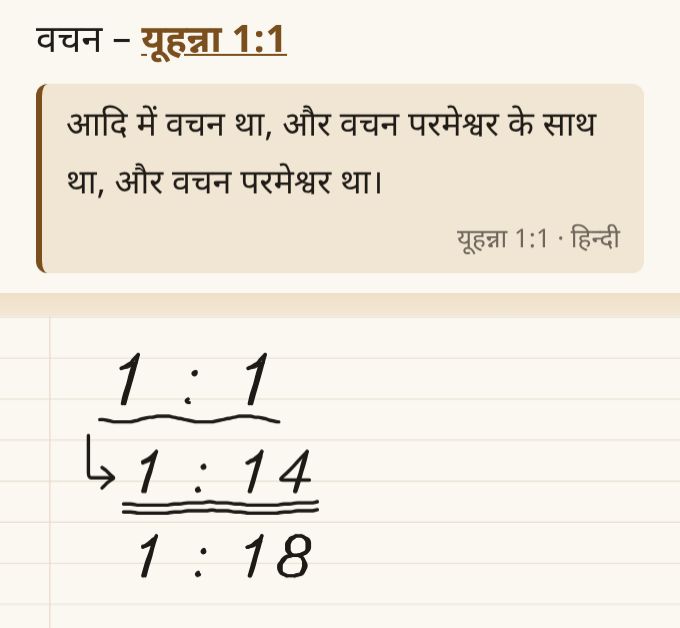 वचन – यूहन्ना 1:1
आदि में वचन था, और वचन परमेश्वर के साथ
था, और वचन परमेश्वर था।
यूहन्ना 1:1 · हिन्दी
1 : 1
↳ 1 : 14
1 : 18